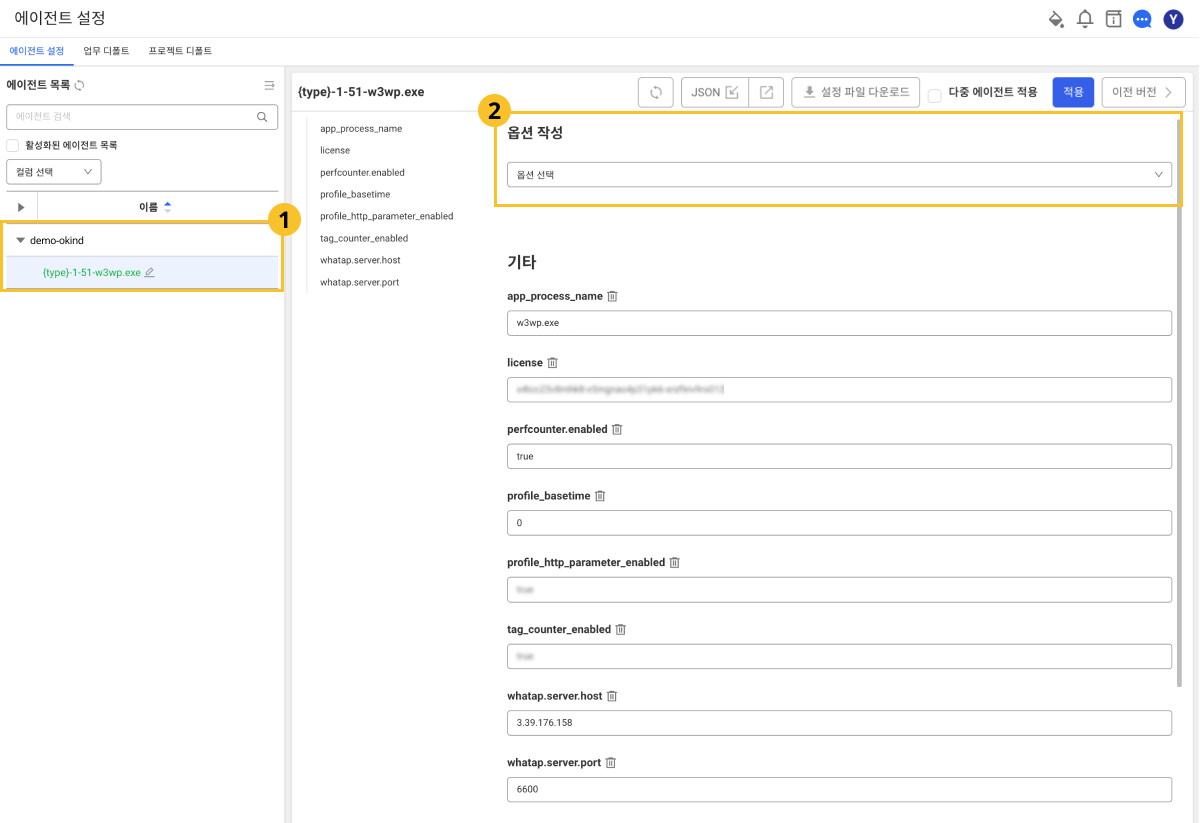 에이전트 설정
Y
에이전트 설정 업무 디폴트 프로젝트 디폴트
에이전트 목록
에이전트 검색
활성화된 에이전트 목록
컬럼 선택
이름
1
demo-okind
{type}-1-51-w3wp.exe
{type}-1-51-w3wp.exe
JSON
설정 파일 다운로드
다중 에이전트 적용
적용
이전 버전
app_process_name
license
perfcounter.enabled
profile_basetime
profile_http_parameter_enabled
tag_counter_enabled
whatap.server.host
whatap.server.port
2
옵션 작성
옵션 선택
기타
app_process_name
w3wp.exe
license
perfcounter.enabled
true
profile_basetime
0
profile_http_parameter_enabled
true
tag_counter_enabled
true
whatap.server.host
3.39.176.158
whatap.server.port
6600